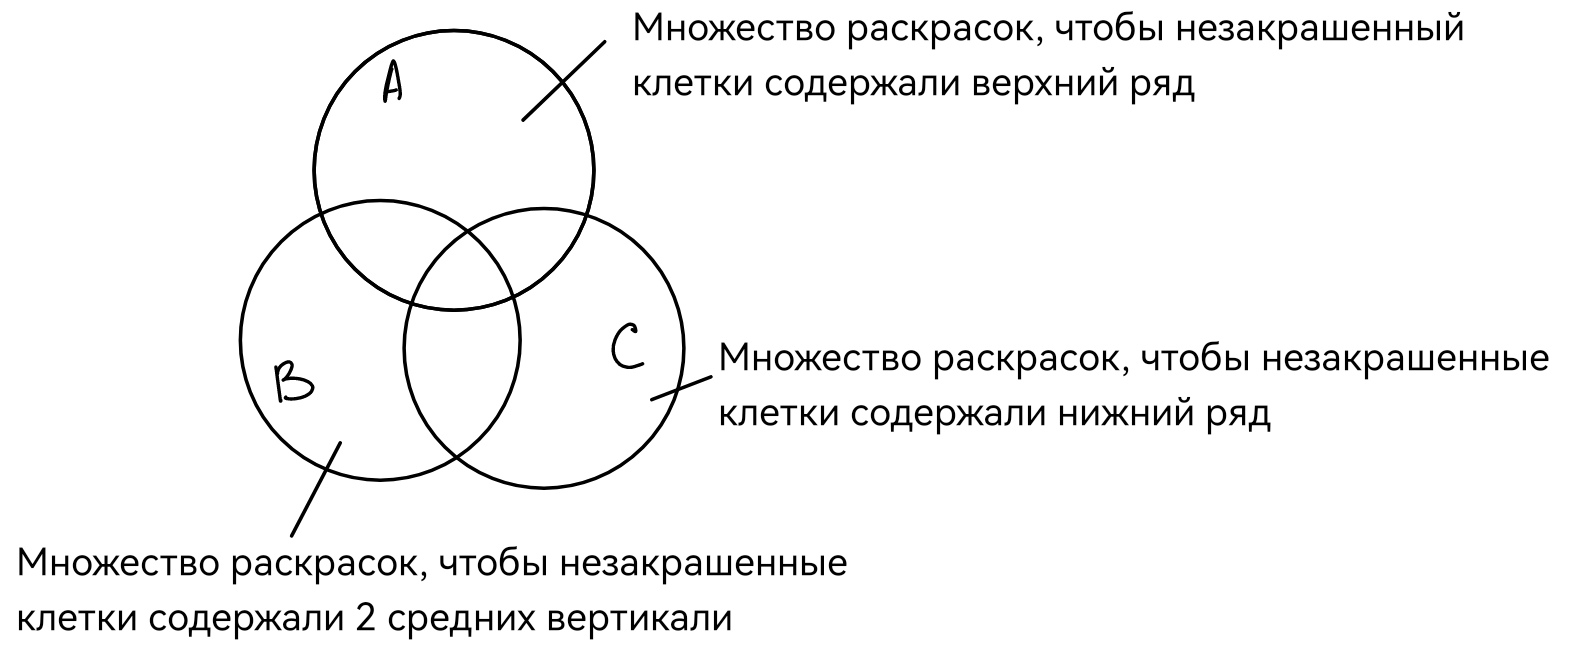 Множество раскрасок, чтобы незакрашенный
клетки содержали верхний ряд
A
B
C
Множество раскрасок, чтобы незакрашенные
клетки содержали нижний ряд
Множество раскрасок, чтобы незакрашенные
клетки содержали 2 средних вертикали